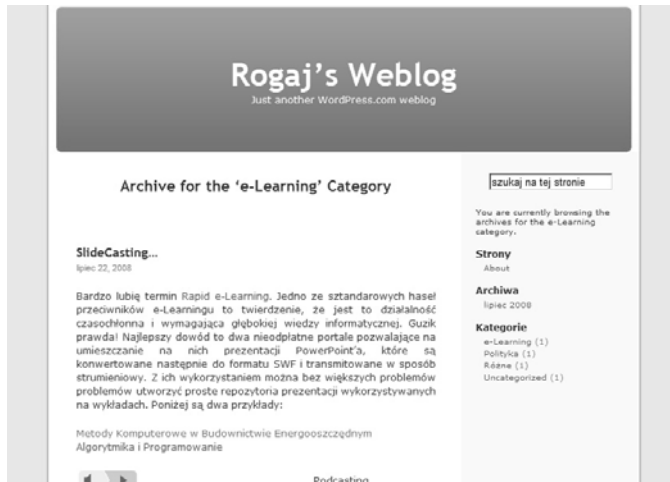 Rogaj's Weblog
Just another WordPress.com weblog
Archive for the 'e-Learning' Category
SlideCasting...
lipiec 22, 2008
Bardzo lubię termin Rapid e-Learning. Jedno ze sztandarowych haseł
przeciwników e-Learningu to twierdzenie, że jest to działalność
czasochłonna i wymagająca głębokiej wiedzy informatycznej. Guzik
prawda! Najlepszy dowód to dwa nieodpłatne portale pozwalające na
umieszczanie na nich prezentacji PowerPoint'a, które są
konwertowane następnie do formatu SWF i transmitowane w sposób
strumieniowy. Z ich wykorzystaniem można bez większych problemów
problemów utworzyć proste repozytoria prezentacji wykorzystywanych
na wykładach. Poniżej są dwa przykłady:
Metody Komputerowe w Budownictwie Energooszczędnym
Algorytmika i Programowanie
Podcasting
szukaj na tej stronie
You are currently browsing the
archives for the e-Learning
category.
Strony
About
Archiwa
lipiec 2008
Kategorie
e-Learning (1)
Polityka (1)
Różne (1)
Uncategorized (1)